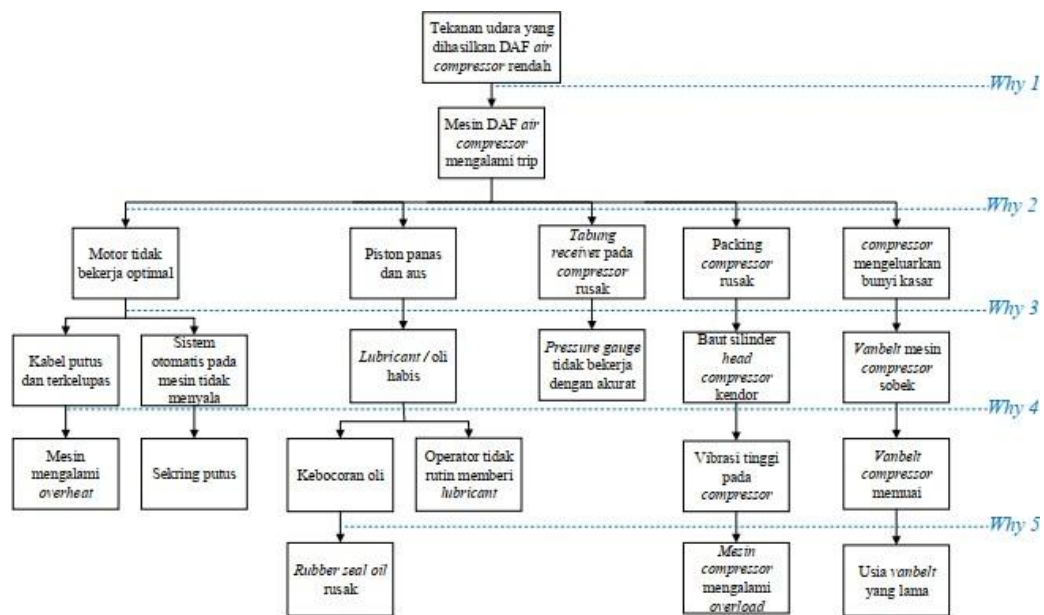 Tekanan udara yang
dihasilkan DAF air
compressor rendah
Why 1
Mesin DAF air
compressor
mengalami trip
Why 2
Motor tidak
bekerja optimal
Piston panas
dan aus
Tabung
receiver pada
compressor
rusak
Packing
compressor
rusak
compressor
mengeluarkan
bunyi kasar
Why 3
Kabel putus
dan terkelupas
Sistem
otomatis pada
mesin tidak
menyala
Lubricant / oli
habis
Pressure gauge
tidak bekerja
dengan akurat
Baut silinder
head
compressor
kendor
Vanbelt mesin
compressor
sobek
Why 4
Mesin
mengalami
overheat
Sekring putus
Kebocoran oli
Operator tidak
rutin memberi
lubricant
Vibrasi tinggi
pada
compressor
Vanbelt
compressor
memuai
Why 5
Rubber seal oil
rusak
Mesin
compressor
mengalami
overload
Usia vanbelt
yang lama